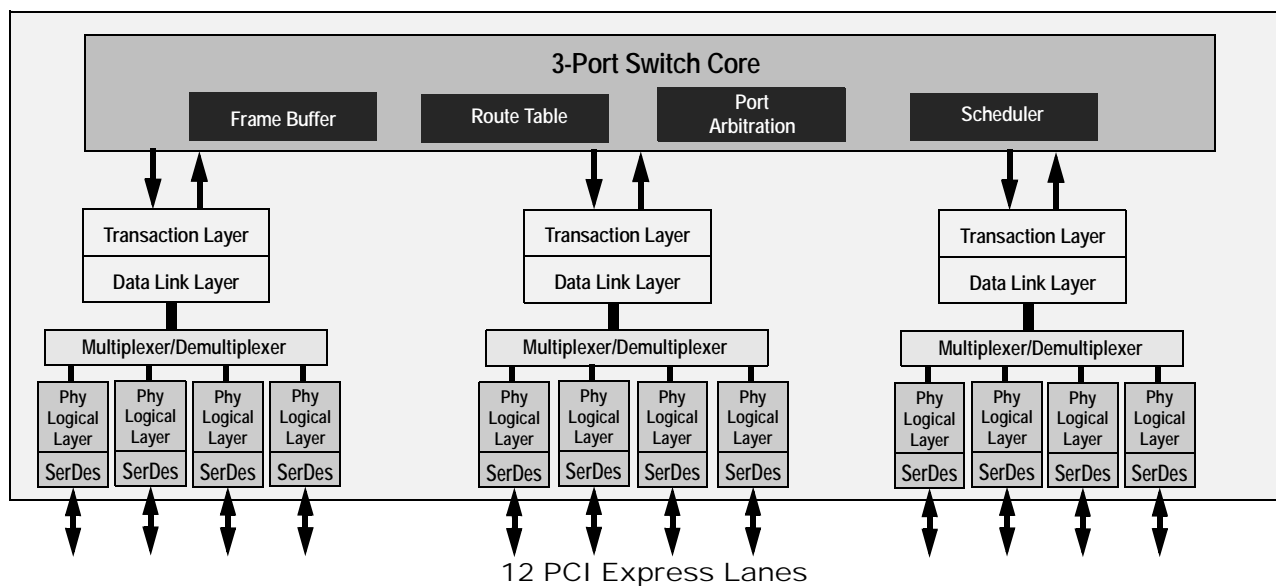 3-Port Switch Core
Frame Buffer
Route Table
Port
Arbitration
Scheduler
Transaction Layer
Data Link Layer
Multiplexer/Demultiplexer
Phy
Logical
Layer
SerDes
Phy
Logical
Layer
SerDes
Phy
Logical
Layer
SerDes
Phy
Logical
Layer
SerDes
Transaction Layer
Data Link Layer
Multiplexer/Demultiplexer
Phy
Logical
Layer
SerDes
Phy
Logical
Layer
SerDes
Phy
Logical
Layer
SerDes
Phy
Logical
Layer
SerDes
Transaction Layer
Data Link Layer
Multiplexer/Demultiplexer
Phy
Logical
Layer
SerDes
Phy
Logical
Layer
SerDes
Phy
Logical
Layer
SerDes
Phy
Logical
Layer
SerDes
12 PCI Express Lanes